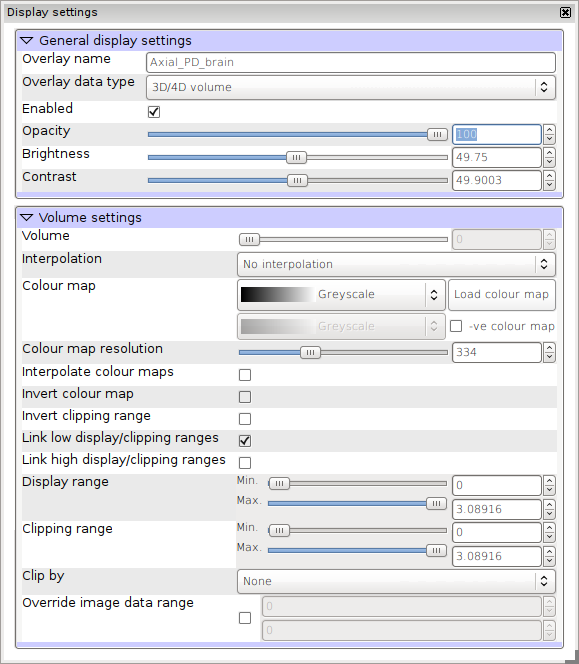 Display settings
General display settings
Overlay name Axial_PD_brain
Overlay data type 3D/4D volume
Enabled
Opacity 100
Brightness 49.75
Contrast 49.9003
Volume settings
Volume 0
Interpolation No interpolation
Colour map Greyscale Load colour map
Greyscale -ve colour map
Colour map resolution 334
Interpolate colour maps
Invert colour map
Invert clipping range
Link low display/clipping ranges
Link high display/clipping ranges
Display range Min. 0
Max. 3.08916
Clipping range Min. 0
Max. 3.08916
Clip by None
Override image data range 0
0